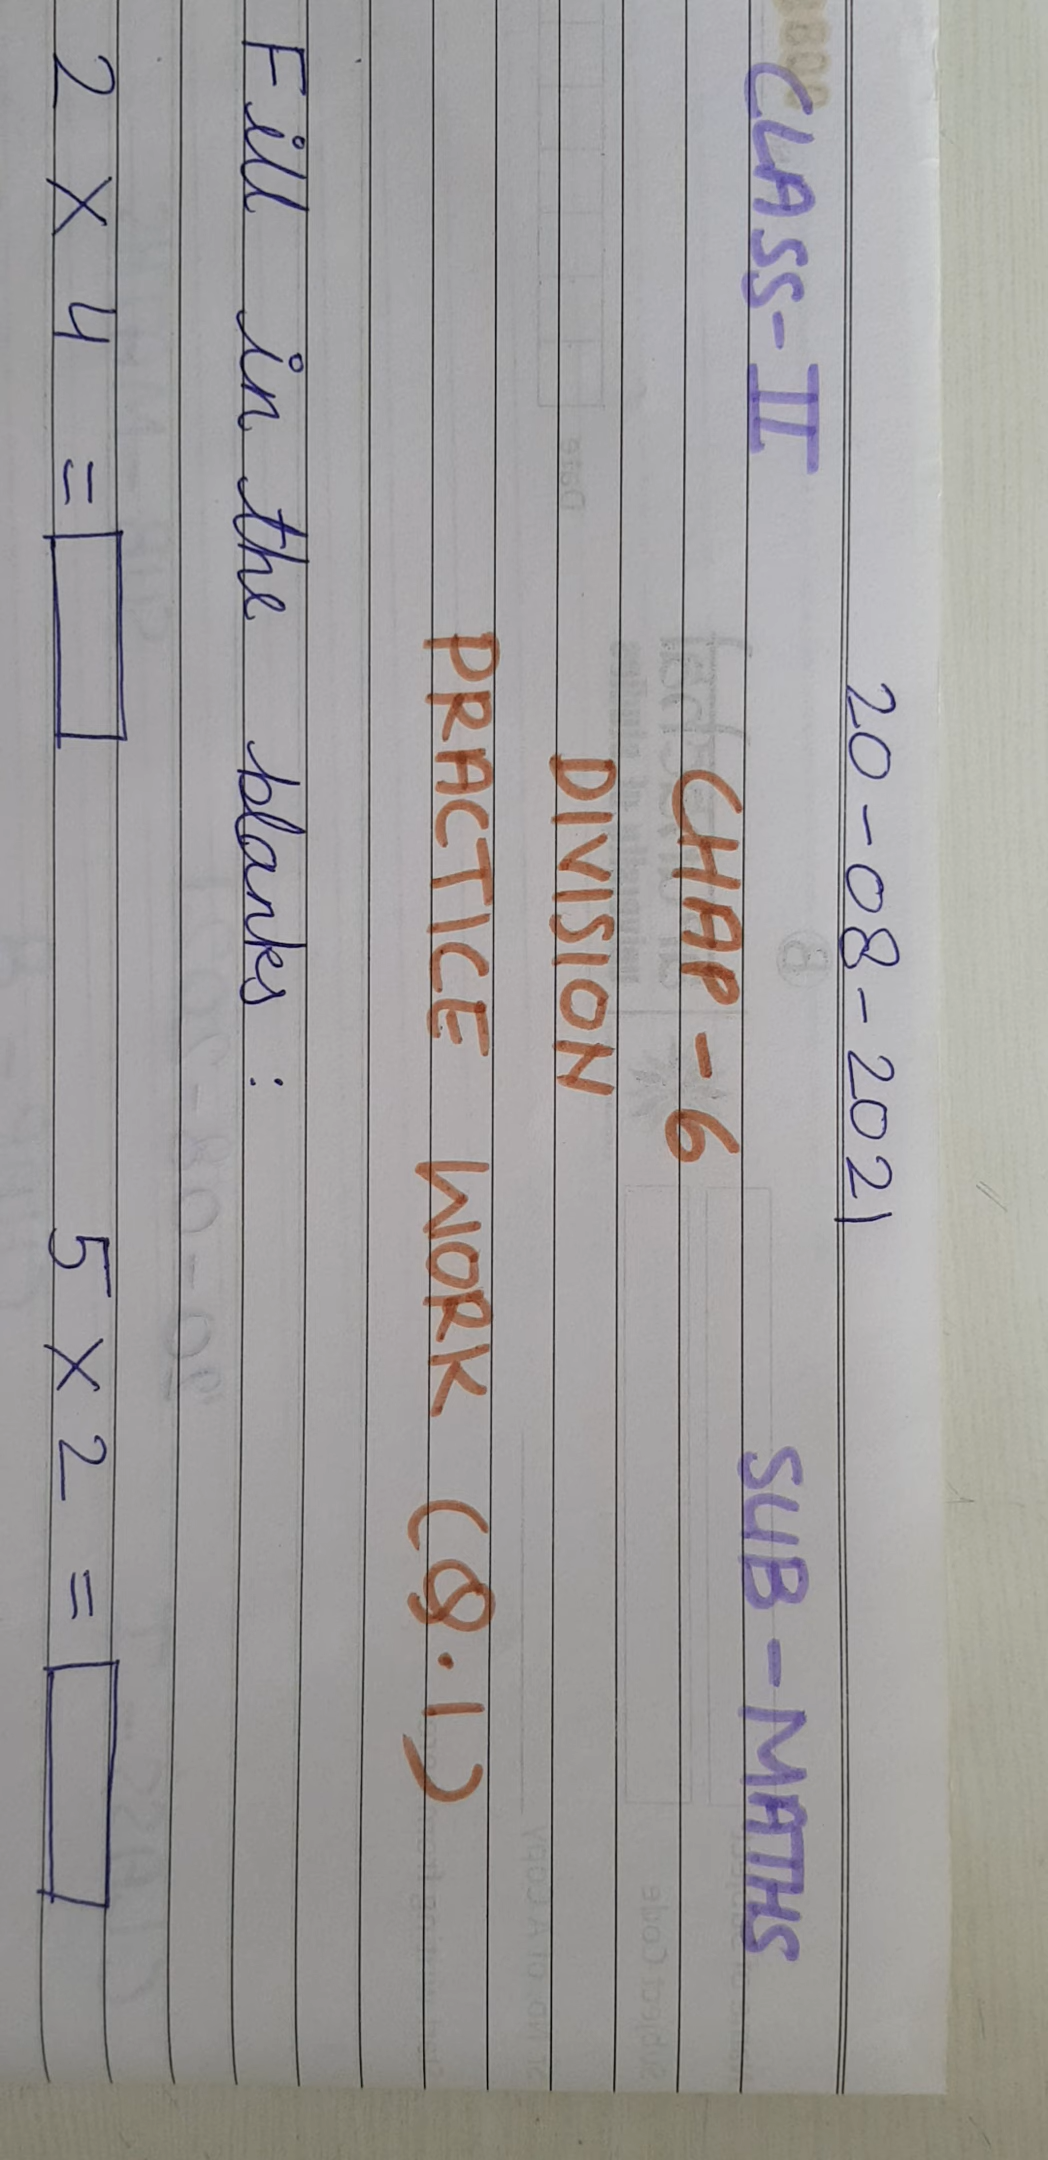 20-08-2021
CLASS-II SUB-MATHS
CHAP-6
DIVISION
PRACTICE WORK (Q.1)
Fill in the blanks:
2 × 4 = 5 × 2 =